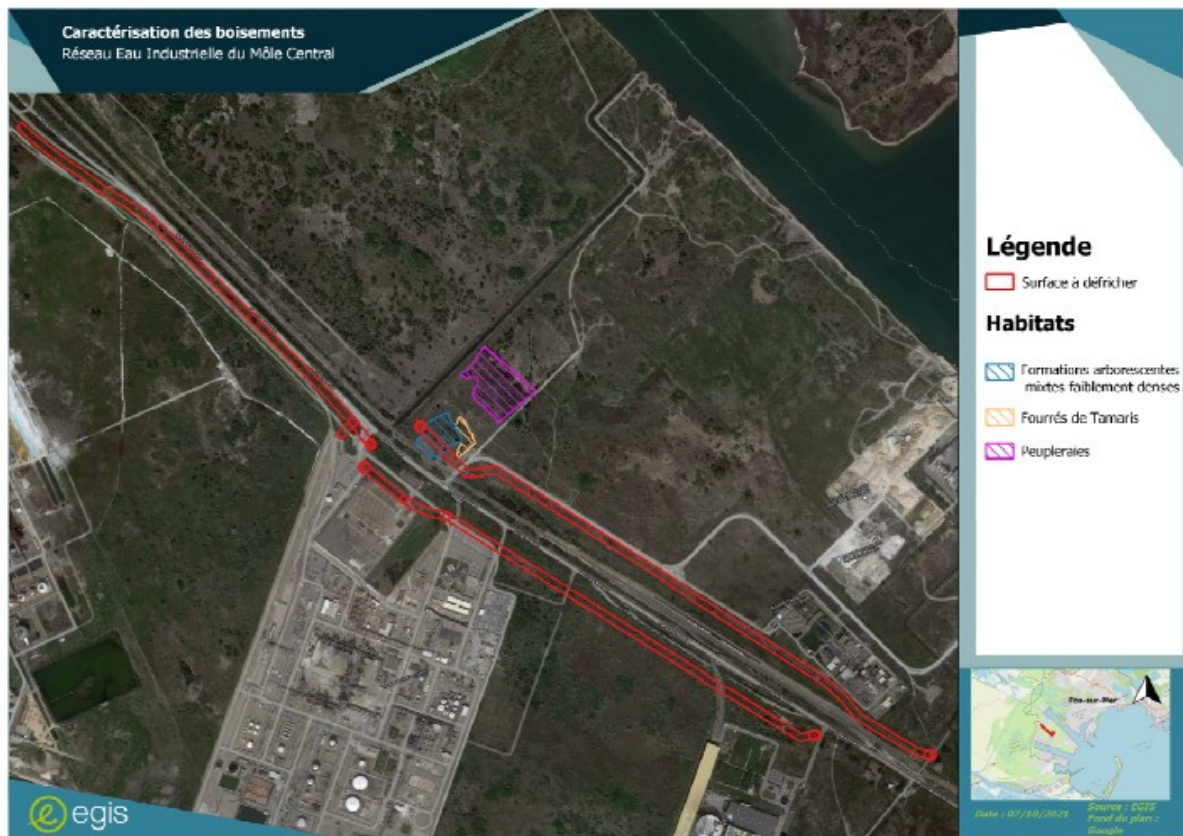 Caractérisation des boisements
Réseau Eau Industrielle du Môle Central
Légende
Surface à défricher
Habitats
Formations arborescentes
mixtes faiblement denses
Fourrés de Tamaris
Peupleraies
Fos-sur-Mer
egis
Date : 07/10/2021
Source : EGIS
Fond de plan :
Google